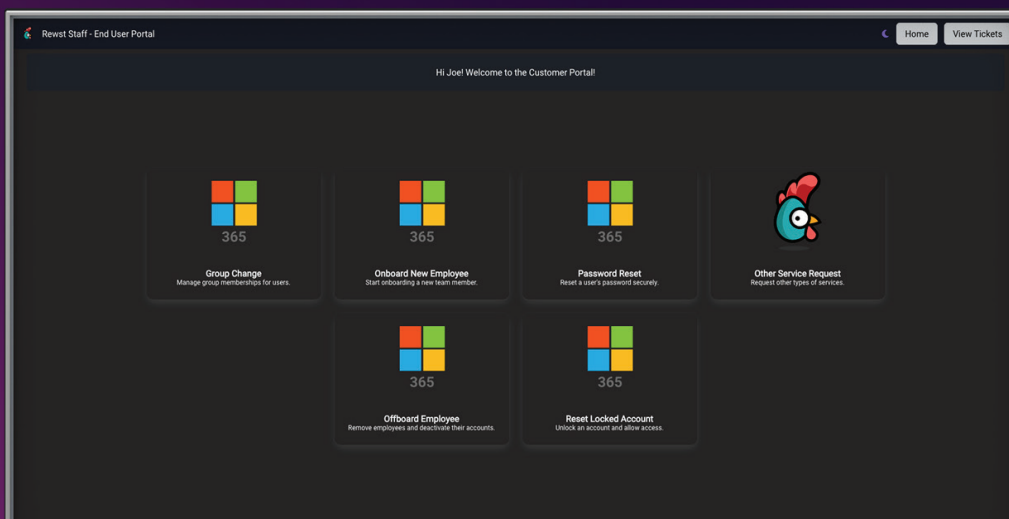 Rewst Staff - End User Portal
Home
View Tickets
Hi Joe! Welcome to the Customer Portal!
365
Group Change
Manage group memberships for users.
365
Onboard New Employee
Start onboarding a new team member.
365
Password Reset
Reset a user's password securely.
Other Service Request
Request other types of services.
365
Offboard Employee
Remove employees and deactivate their accounts.
365
Reset Locked Account
Unlock an account and allow access.